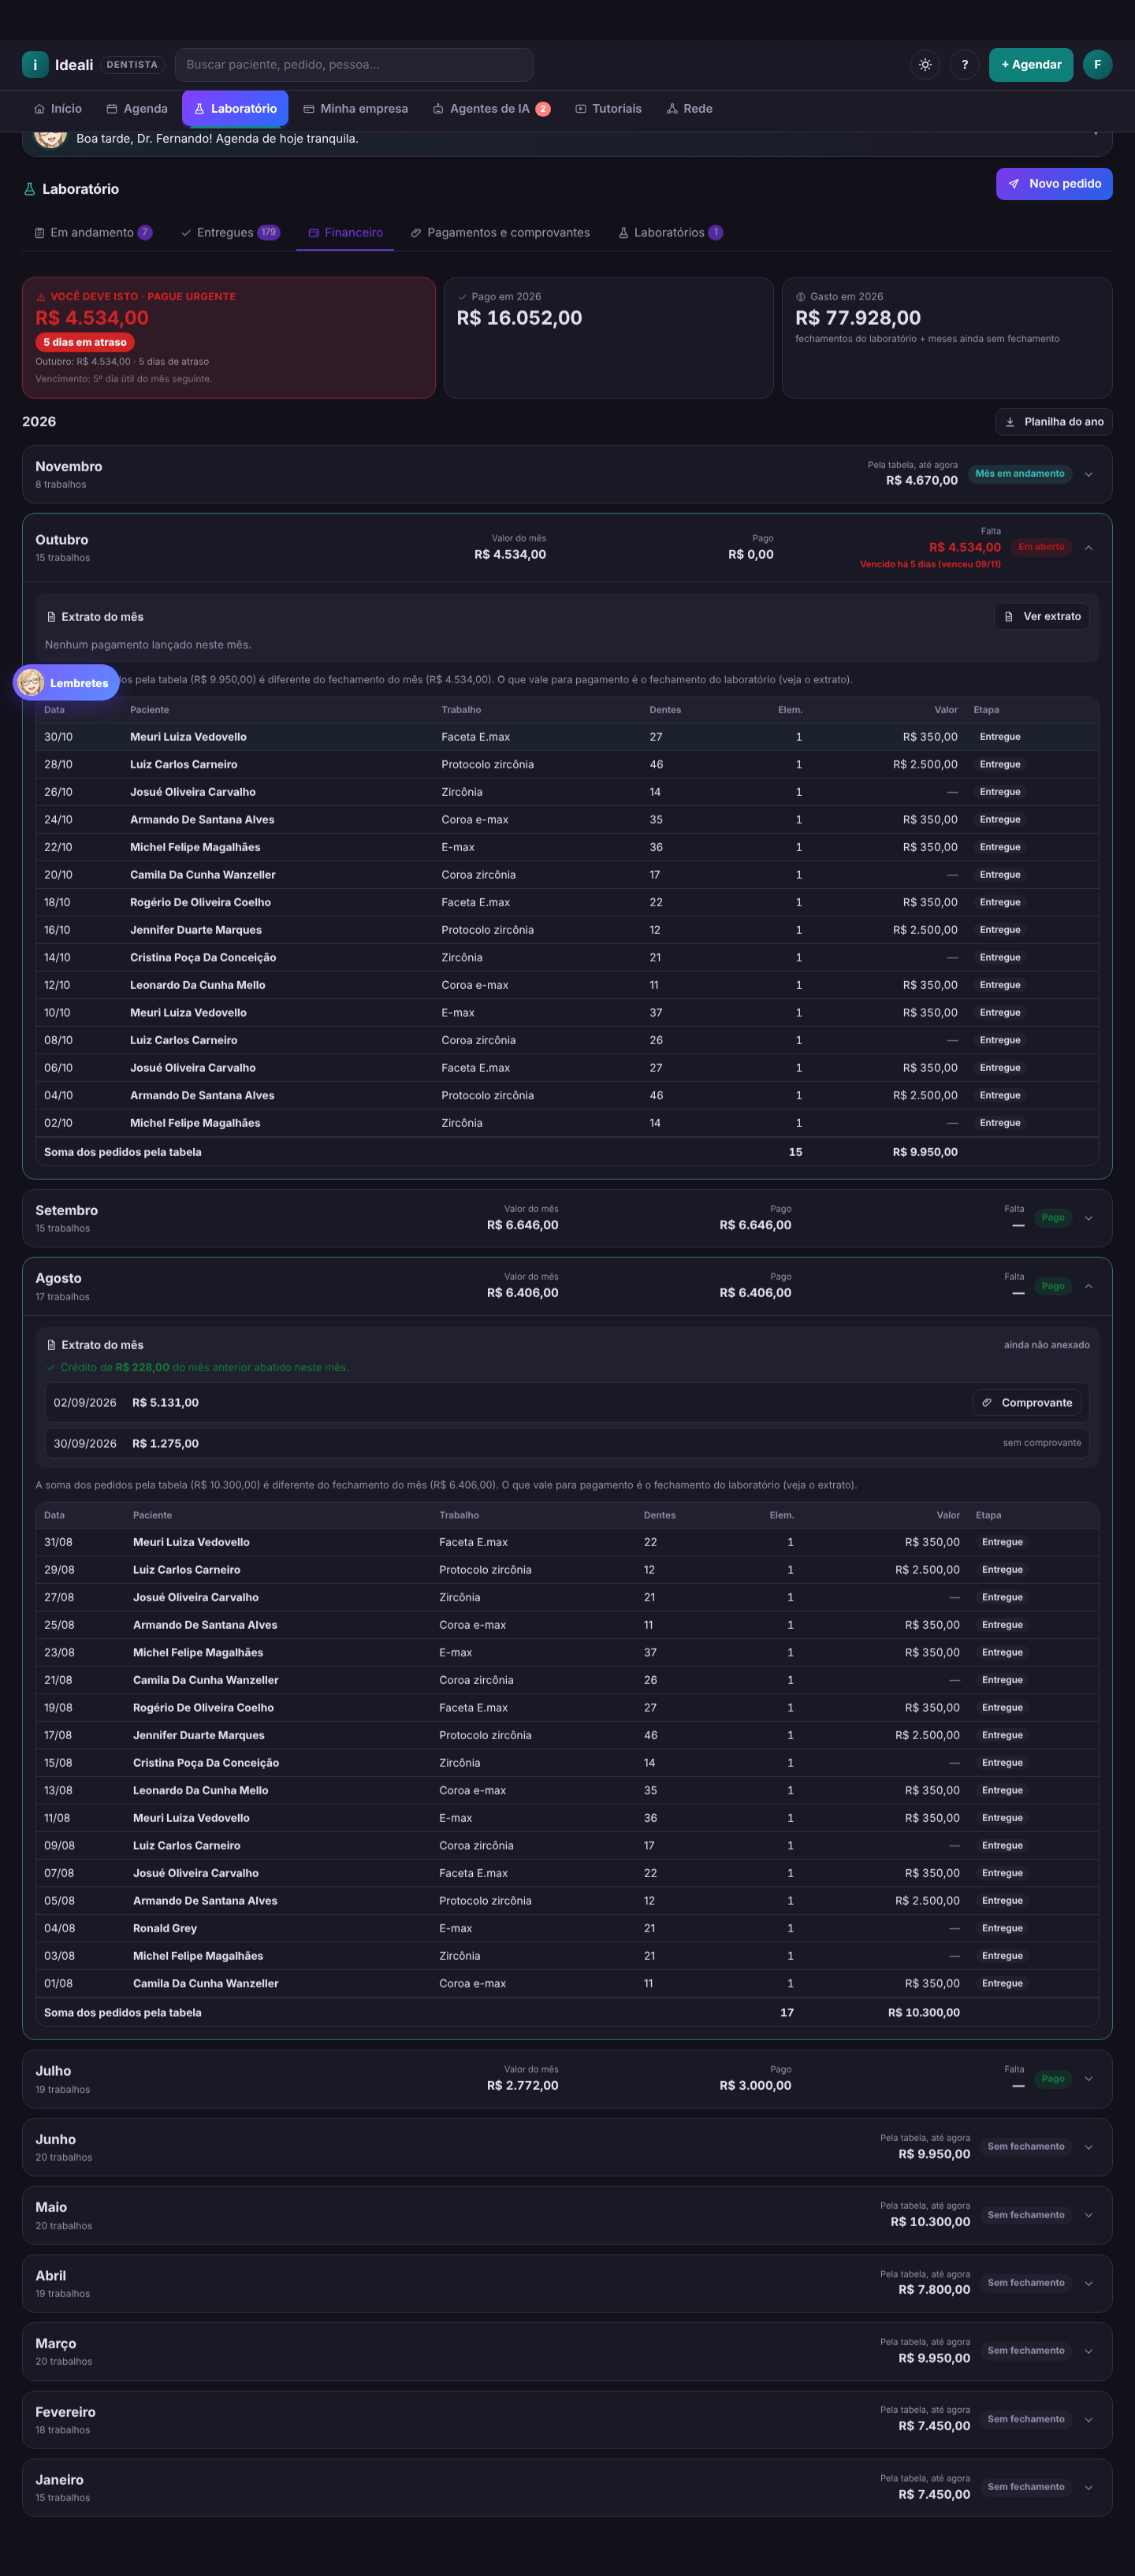 i Ideali DENTISTA Buscar paciente, pedido, pessoa... ? + Agendar F
Início Agenda Laboratório Minha empresa Agentes de IA 2 Tutoriais Rede
Boa tarde, Dr. Fernando! Agenda de hoje tranquila.
Laboratório Novo pedido
Em andamento 7 Entregues 179 Financeiro Pagamentos e comprovantes Laboratórios 1
VOCÊ DEVE ISTO · PAGUE URGENTE
R$ 4.534,00
5 dias em atraso
Outubro: R$ 4.534,00 · 5 dias de atraso
Vencimento: 5º dia útil do mês seguinte.
Pago em 2026
R$ 16.052,00
Gasto em 2026
R$ 77.928,00
fechamentos do laboratório + meses ainda sem fechamento
2026 Planilha do ano
Novembro
8 trabalhos
Pela tabela, até agora
R$ 4.670,00
Mês em andamento
Outubro
15 trabalhos
Valor do mês
R$ 4.534,00
Pago
R$ 0,00
Falta
R$ 4.534,00
Vencido há 5 dias (venceu 09/11)
Em aberto
Extrato do mês Ver extrato
Nenhum pagamento lançado neste mês.
Lembretes
dos pela tabela (R$ 9.950,00) é diferente do fechamento do mês (R$ 4.534,00). O que vale para pagamento é o fechamento do laboratório (veja o extrato).
Data Paciente Trabalho Dentes Elem. Valor Etapa
30/10 Meuri Luiza Vedovello Faceta E.max 27 1 R$ 350,00 Entregue
28/10 Luiz Carlos Carneiro Protocolo zircônia 46 1 R$ 2.500,00 Entregue
26/10 Josué Oliveira Carvalho Zircônia 14 1 — Entregue
24/10 Armando De Santana Alves Coroa e-max 35 1 R$ 350,00 Entregue
22/10 Michel Felipe Magalhães E-max 36 1 R$ 350,00 Entregue
20/10 Camila Da Cunha Wanzeller Coroa zircônia 17 1 — Entregue
18/10 Rogério De Oliveira Coelho Faceta E.max 22 1 R$ 350,00 Entregue
16/10 Jennifer Duarte Marques Protocolo zircônia 12 1 R$ 2.500,00 Entregue
14/10 Cristina Poça Da Conceição Zircônia 21 1 — Entregue
12/10 Leonardo Da Cunha Mello Coroa e-max 11 1 R$ 350,00 Entregue
10/10 Meuri Luiza Vedovello E-max 37 1 R$ 350,00 Entregue
08/10 Luiz Carlos Carneiro Coroa zircônia 26 1 — Entregue
06/10 Josué Oliveira Carvalho Faceta E.max 27 1 R$ 350,00 Entregue
04/10 Armando De Santana Alves Protocolo zircônia 46 1 R$ 2.500,00 Entregue
02/10 Michel Felipe Magalhães Zircônia 14 1 — Entregue
Soma dos pedidos pela tabela 15 R$ 9.950,00
Setembro
15 trabalhos
Valor do mês
R$ 6.646,00
Pago
R$ 6.646,00
Falta
—
Pago
Agosto
17 trabalhos
Valor do mês
R$ 6.406,00
Pago
R$ 6.406,00
Falta
—
Pago
Extrato do mês ainda não anexado
Crédito de R$ 228,00 do mês anterior abatido neste mês.
02/09/2026 R$ 5.131,00 Comprovante
30/09/2026 R$ 1.275,00 sem comprovante
A soma dos pedidos pela tabela (R$ 10.300,00) é diferente do fechamento do mês (R$ 6.406,00). O que vale para pagamento é o fechamento do laboratório (veja o extrato).
Data Paciente Trabalho Dentes Elem. Valor Etapa
31/08 Meuri Luiza Vedovello Faceta E.max 22 1 R$ 350,00 Entregue
29/08 Luiz Carlos Carneiro Protocolo zircônia 12 1 R$ 2.500,00 Entregue
27/08 Josué Oliveira Carvalho Zircônia 21 1 — Entregue
25/08 Armando De Santana Alves Coroa e-max 11 1 R$ 350,00 Entregue
23/08 Michel Felipe Magalhães E-max 37 1 R$ 350,00 Entregue
21/08 Camila Da Cunha Wanzeller Coroa zircônia 26 1 — Entregue
19/08 Rogério De Oliveira Coelho Faceta E.max 27 1 R$ 350,00 Entregue
17/08 Jennifer Duarte Marques Protocolo zircônia 46 1 R$ 2.500,00 Entregue
15/08 Cristina Poça Da Conceição Zircônia 14 1 — Entregue
13/08 Leonardo Da Cunha Mello Coroa e-max 35 1 R$ 350,00 Entregue
11/08 Meuri Luiza Vedovello E-max 36 1 R$ 350,00 Entregue
09/08 Luiz Carlos Carneiro Coroa zircônia 17 1 — Entregue
07/08 Josué Oliveira Carvalho Faceta E.max 22 1 R$ 350,00 Entregue
05/08 Armando De Santana Alves Protocolo zircônia 12 1 R$ 2.500,00 Entregue
04/08 Ronald Grey E-max 21 1 — Entregue
03/08 Michel Felipe Magalhães Zircônia 21 1 — Entregue
01/08 Camila Da Cunha Wanzeller Coroa e-max 11 1 R$ 350,00 Entregue
Soma dos pedidos pela tabela 17 R$ 10.300,00
Julho
19 trabalhos
Valor do mês
R$ 2.772,00
Pago
R$ 3.000,00
Falta
—
Pago
Junho
20 trabalhos
Pela tabela, até agora
R$ 9.950,00
Sem fechamento
Maio
20 trabalhos
Pela tabela, até agora
R$ 10.300,00
Sem fechamento
Abril
19 trabalhos
Pela tabela, até agora
R$ 7.800,00
Sem fechamento
Março
20 trabalhos
Pela tabela, até agora
R$ 9.950,00
Sem fechamento
Fevereiro
18 trabalhos
Pela tabela, até agora
R$ 7.450,00
Sem fechamento
Janeiro
15 trabalhos
Pela tabela, até agora
R$ 7.450,00
Sem fechamento